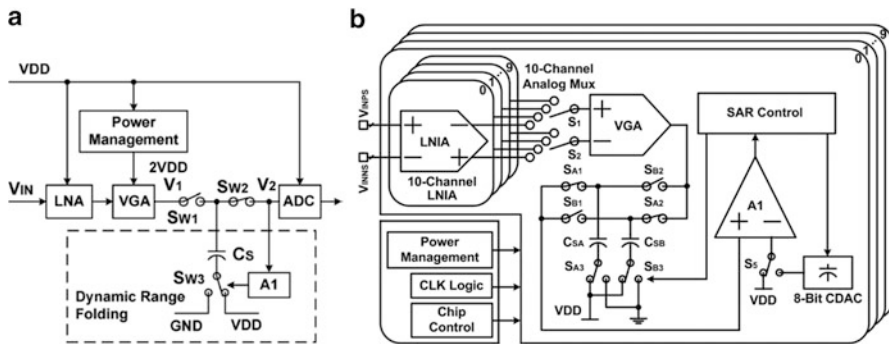 a
VDD
Power
Management
2VDD
VIN
V1
SW2
V2
LNA
VGA
SW1
ADC
CS
SW3
A1
Dynamic Range
Folding
GND
VDD
b
0 1 ... 9
0 1 ... 9
10-Channel
Analog Mux
VINPS
VINNS
LNIA
10-Channel
LNIA
S1
S2
VGA
SAR Control
SA1
SB2
SB1
SA2
CSA
CSB
SA3
SB3
VDD
A1
S5
VDD
8-Bit CDAC
Power
Management
CLK Logic
Chip
Control